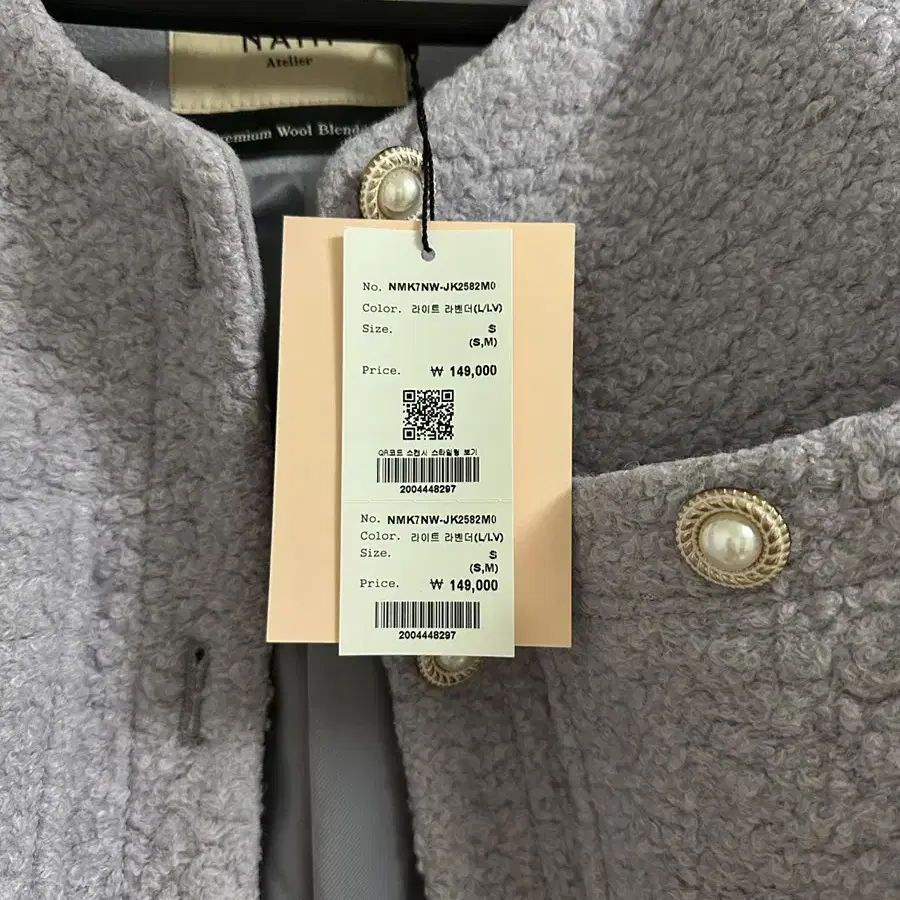 Atelier
Premium Wool Blend
No. NMK7NW-JK2582M0
Color. 라이트 라벤더(L/LV)
Size. S
(S,M)
Price. ₩ 149,000
QR코드 스캔시 스타일링 보기
2004448297
No. NMK7NW-JK2582M0
Color. 라이트 라벤더(L/LV)
Size. S
(S,M)
Price. ₩ 149,000
2004448297